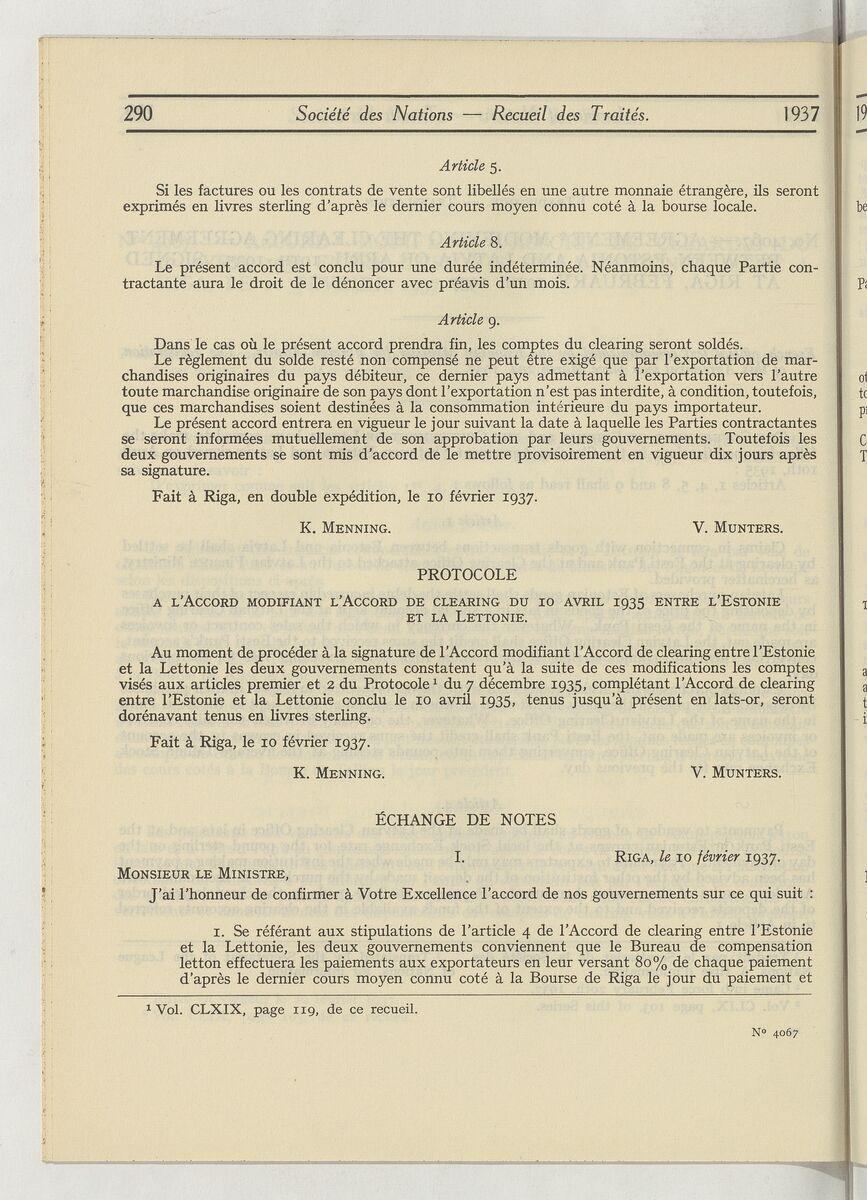 290 Société des Nations — Recueil des Traités. 1937
Article 5.
Si les factures ou les contrats de vente sont libellés en une autre monnaie étrangère, ils seront
exprimés en livres sterling d'après le dernier cours moyen connu coté à la bourse locale.
Article 8.
Le présent accord est conclu pour une durée indéterminée. Néanmoins, chaque Partie con-
tractante aura le droit de le dénoncer avec préavis d'un mois.
Article 9.
Dans le cas où le présent accord prendra fin, les comptes du clearing seront soldés.
Le règlement du solde resté non compensé ne peut être exigé que par l'exportation de mar-
chandises originaires du pays débiteur, ce dernier pays admettant à l'exportation vers l'autre
toute marchandise originaire de son pays dont l'exportation n'est pas interdite, à condition, toutefois,
que ces marchandises soient destinées à la consommation intérieure du pays importateur.
Le présent accord entrera en vigueur le jour suivant la date à laquelle les Parties contractantes
se seront informées mutuellement de son approbation par leurs gouvernements. Toutefois les
deux gouvernements se sont mis d'accord de le mettre provisoirement en vigueur dix jours après
sa signature.
Fait à Riga, en double expédition, le 10 février 1937.
K. Menning. V. Munters.
PROTOCOLE
a l'Accord modifiant l'Accord de clearing du 10 avril 1935 entre l'Estonie
et la Lettonie.
Au moment de procéder à la signature de l'Accord modifiant l'Accord de clearing entre l'Estonie
et la Lettonie les deux gouvernements constatent qu'à la suite de ces modifications les comptes
visés aux articles premier et 2 du Protocole¹ du 7 décembre 1935, complétant l'Accord de clearing
entre l'Estonie et la Lettonie conclu le 10 avril 1935, tenus jusqu'à présent en lats-or, seront
dorénavant tenus en livres sterling.
Fait à Riga, le 10 février 1937.
K. Menning. V. Munters.
ÉCHANGE DE NOTES
I. Riga, le 10 février 1937.
Monsieur le Ministre,
J'ai l'honneur de confirmer à Votre Excellence l'accord de nos gouvernements sur ce qui suit :
1. Se référant aux stipulations de l'article 4 de l'Accord de clearing entre l'Estonie
et la Lettonie, les deux gouvernements conviennent que le Bureau de compensation
letton effectuera les paiements aux exportateurs en leur versant 80% de chaque paiement
d'après le dernier cours moyen connu coté à la Bourse de Riga le jour du paiement et
¹ Vol. CLXIX, page 119, de ce recueil.
Nº 4067